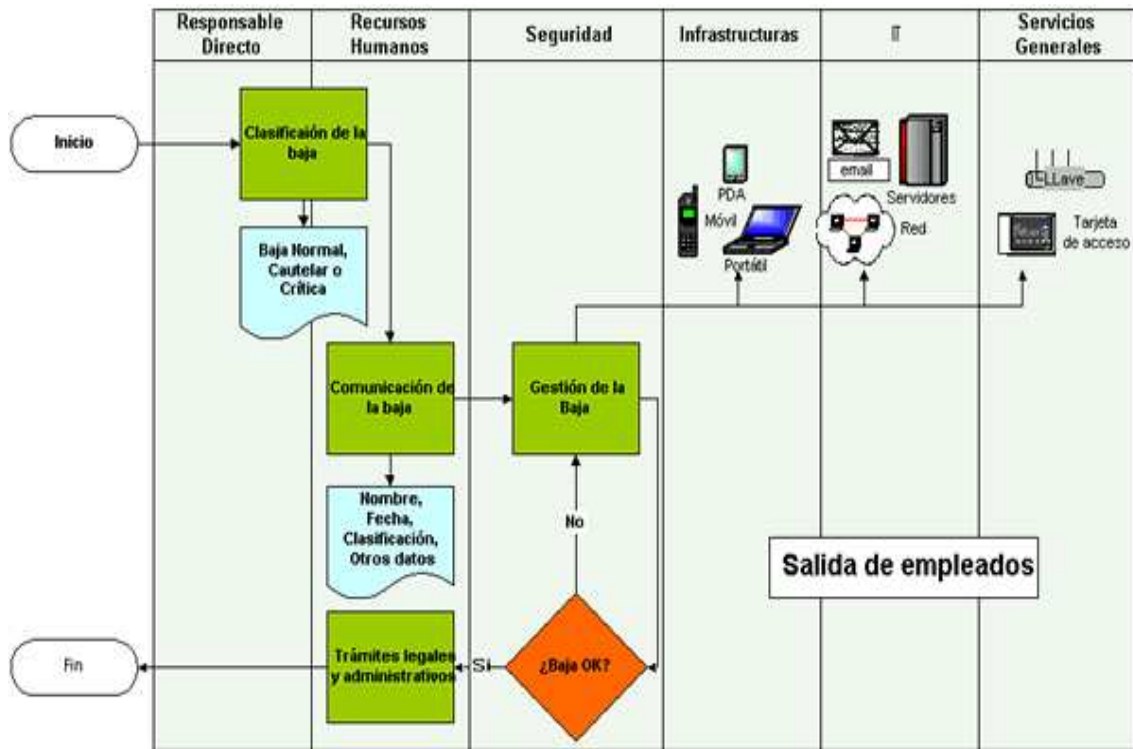 Responsable
Directo
Recursos
Humanos
Seguridad
Infrastructuras
IT
Servicios
Generales
Inicio
Clasificaión de la
baja
Baja Normal,
Cautelar o
Crítica
PDA
Móvil
Portátil
email
Servidores
Red
LLave
Tarjeta
de acceso
Comunicación de
la baja
Gestión de la
Baja
Nombre,
Fecha,
Clasificación,
Otros datos
No
Salida de empleados
Fin
Trámites legales
y administrativos
Sí
¿Baja OK?